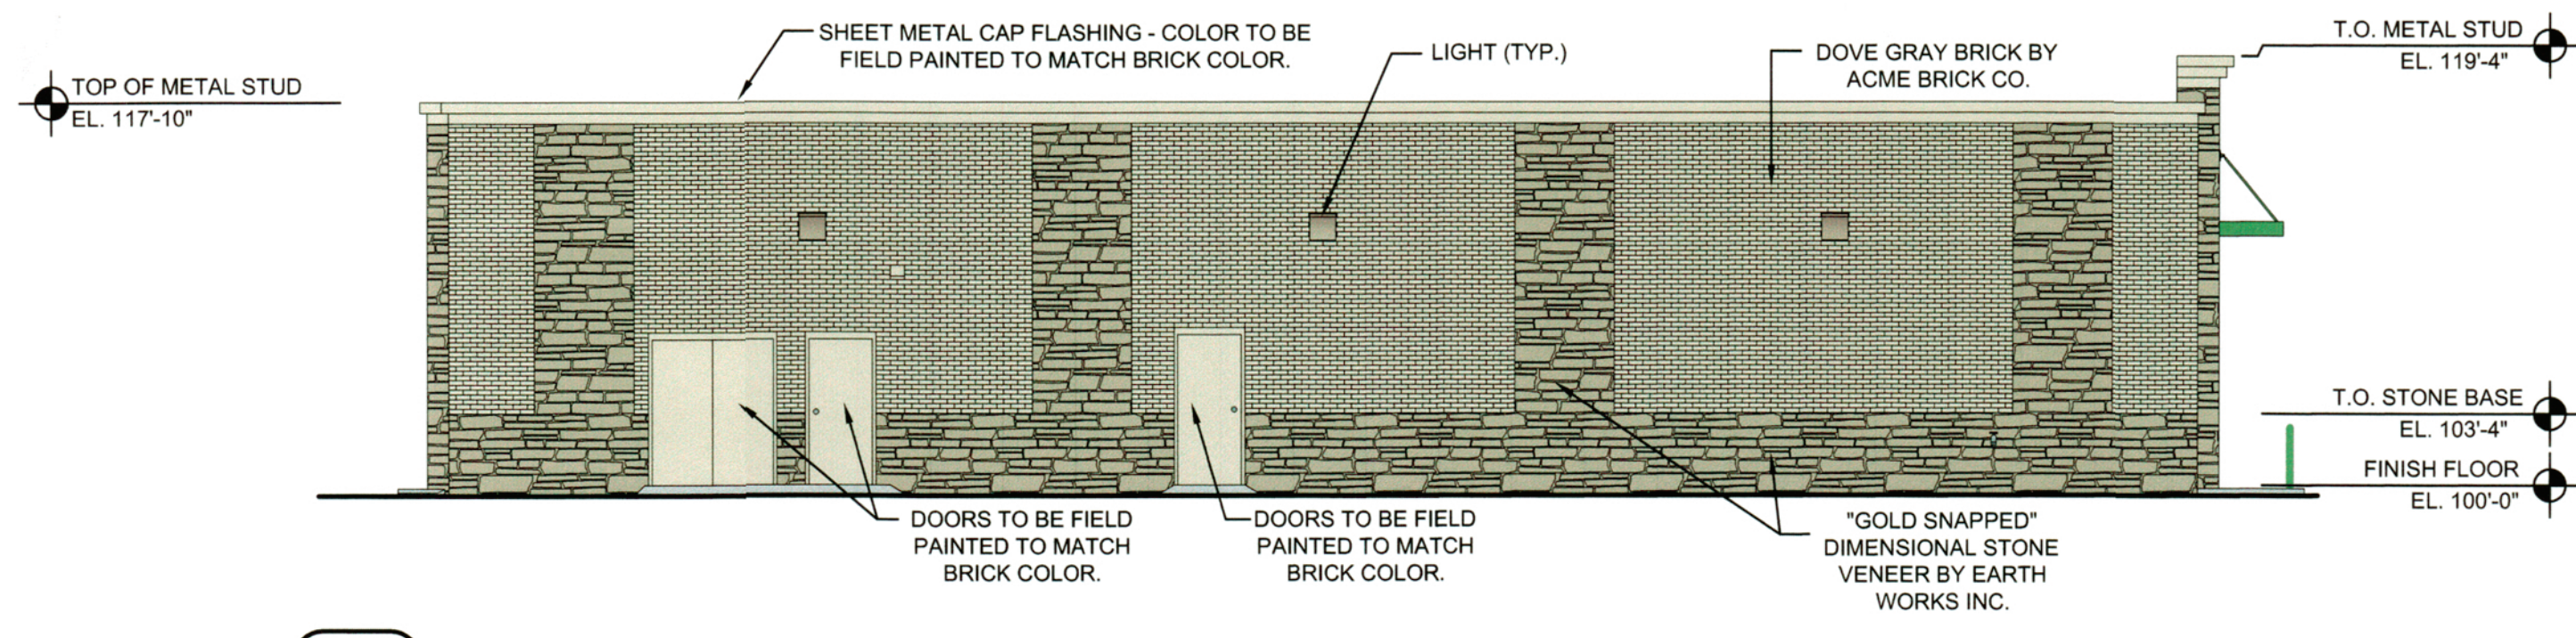 SHEET METAL CAP FLASHING - COLOR TO BE
FIELD PAINTED TO MATCH BRICK COLOR.
LIGHT (TYP.)
DOVE GRAY BRICK BY
ACME BRICK CO.
T.O. METAL STUD
EL. 119'-4"
TOP OF METAL STUD
EL. 117'-10"
T.O. STONE BASE
EL. 103'-4"
FINISH FLOOR
EL. 100'-0"
DOORS TO BE FIELD
PAINTED TO MATCH
BRICK COLOR.
DOORS TO BE FIELD
PAINTED TO MATCH
BRICK COLOR.
"GOLD SNAPPED"
DIMENSIONAL STONE
VENEER BY EARTH
WORKS INC.